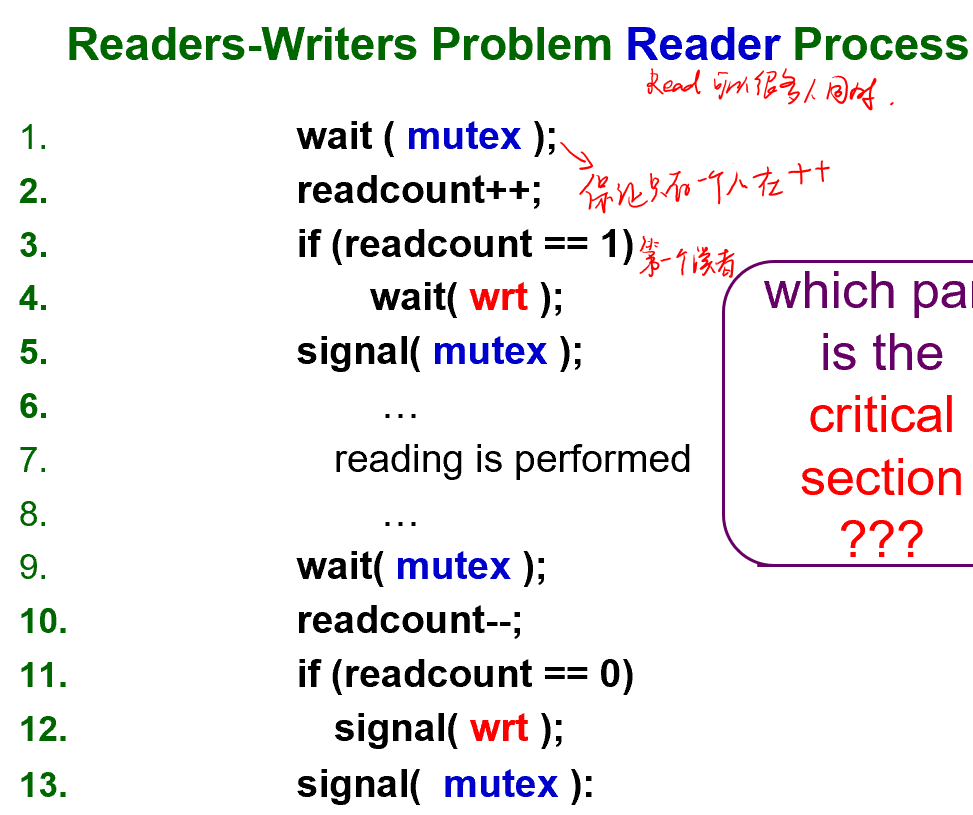 Readers-Writers Problem Reader Process
Read 可以很多人同时.
1. wait ( mutex );
2. readcount++; 保证只有一个人在++
3. if (readcount == 1) 第一个读者
4. wait( wrt );
5. signal( mutex );
6. …
7. reading is performed
8. …
9. wait( mutex );
10. readcount--;
11. if (readcount == 0)
12. signal( wrt );
13. signal( mutex ):
which par
is the
critical
section
???